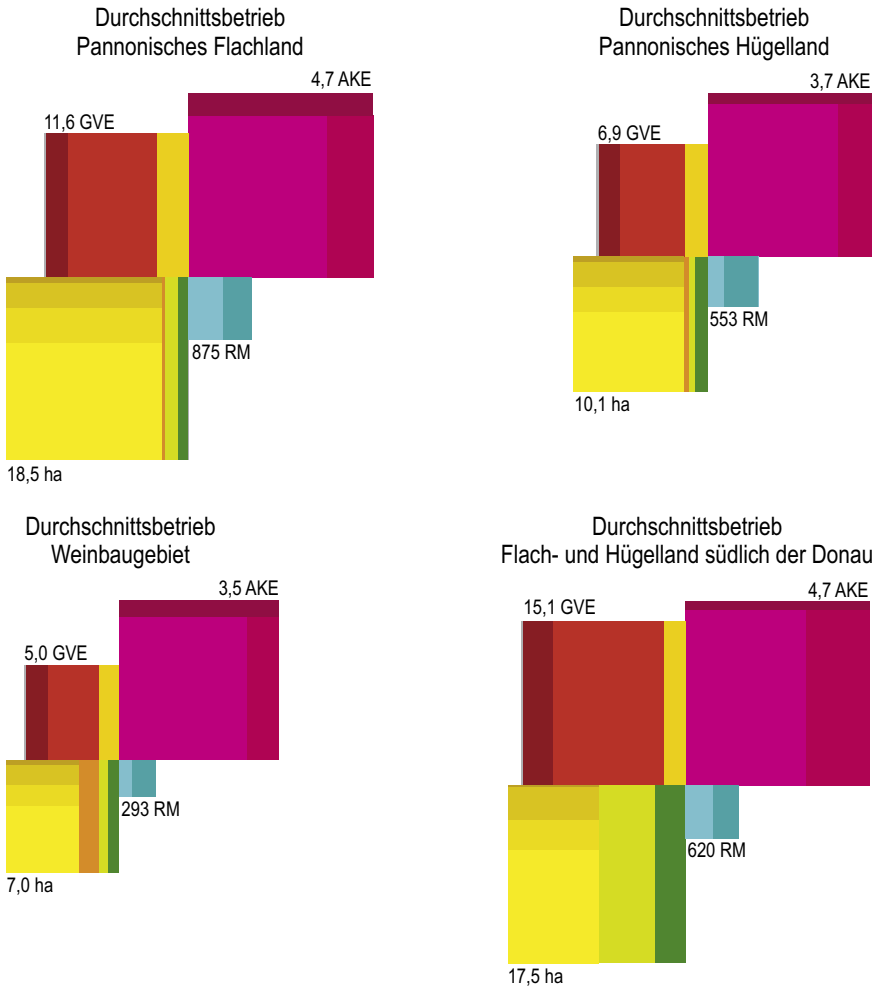 Durchschnittsbetrieb
Pannonisches Flachland
4,7 AKE
11,6 GVE
875 RM
18,5 ha
Durchschnittsbetrieb
Pannonisches Hügelland
3,7 AKE
6,9 GVE
553 RM
10,1 ha
Durchschnittsbetrieb
Weinbaugebiet
3,5 AKE
5,0 GVE
293 RM
7,0 ha
Durchschnittsbetrieb
Flach- und Hügelland südlich der Donau
4,7 AKE
15,1 GVE
620 RM
17,5 ha